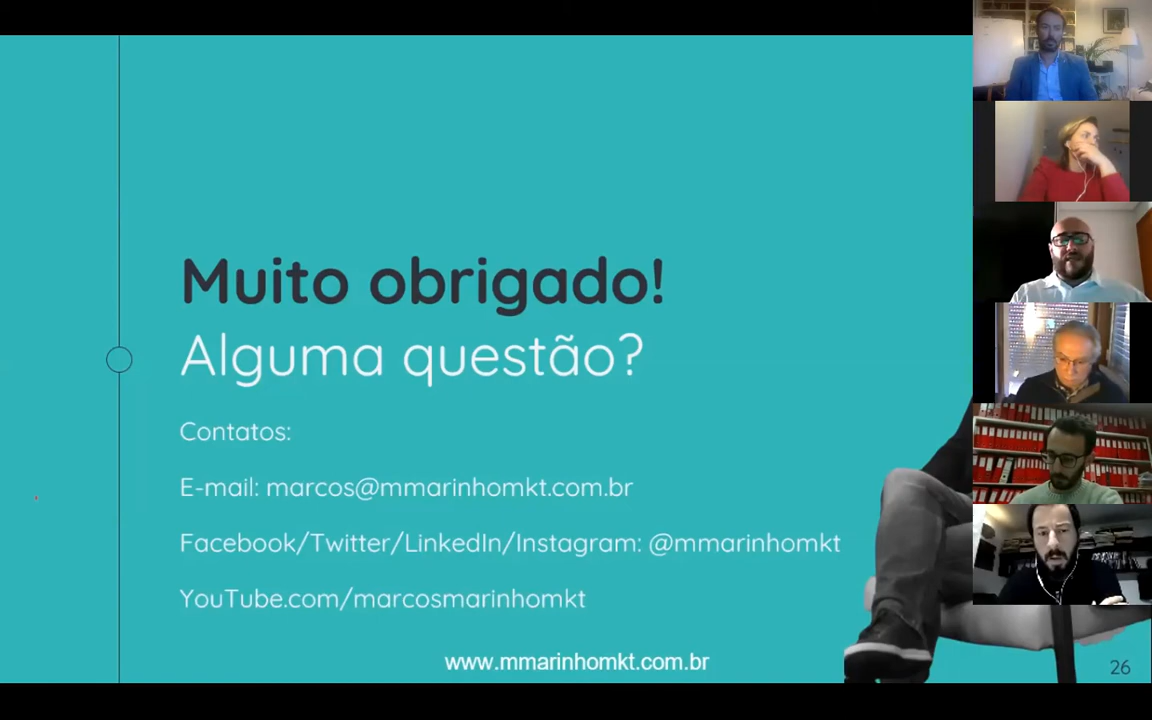 Muito obrigado!
Alguma questão?
Contatos:
E-mail: marcos@mmarinhomkt.com.br
Facebook/Twitter/LinkedIn/Instagram: @mmarinhomkt
YouTube.com/marcosmarinhomkt
www.mmarinhomkt.com.br
26